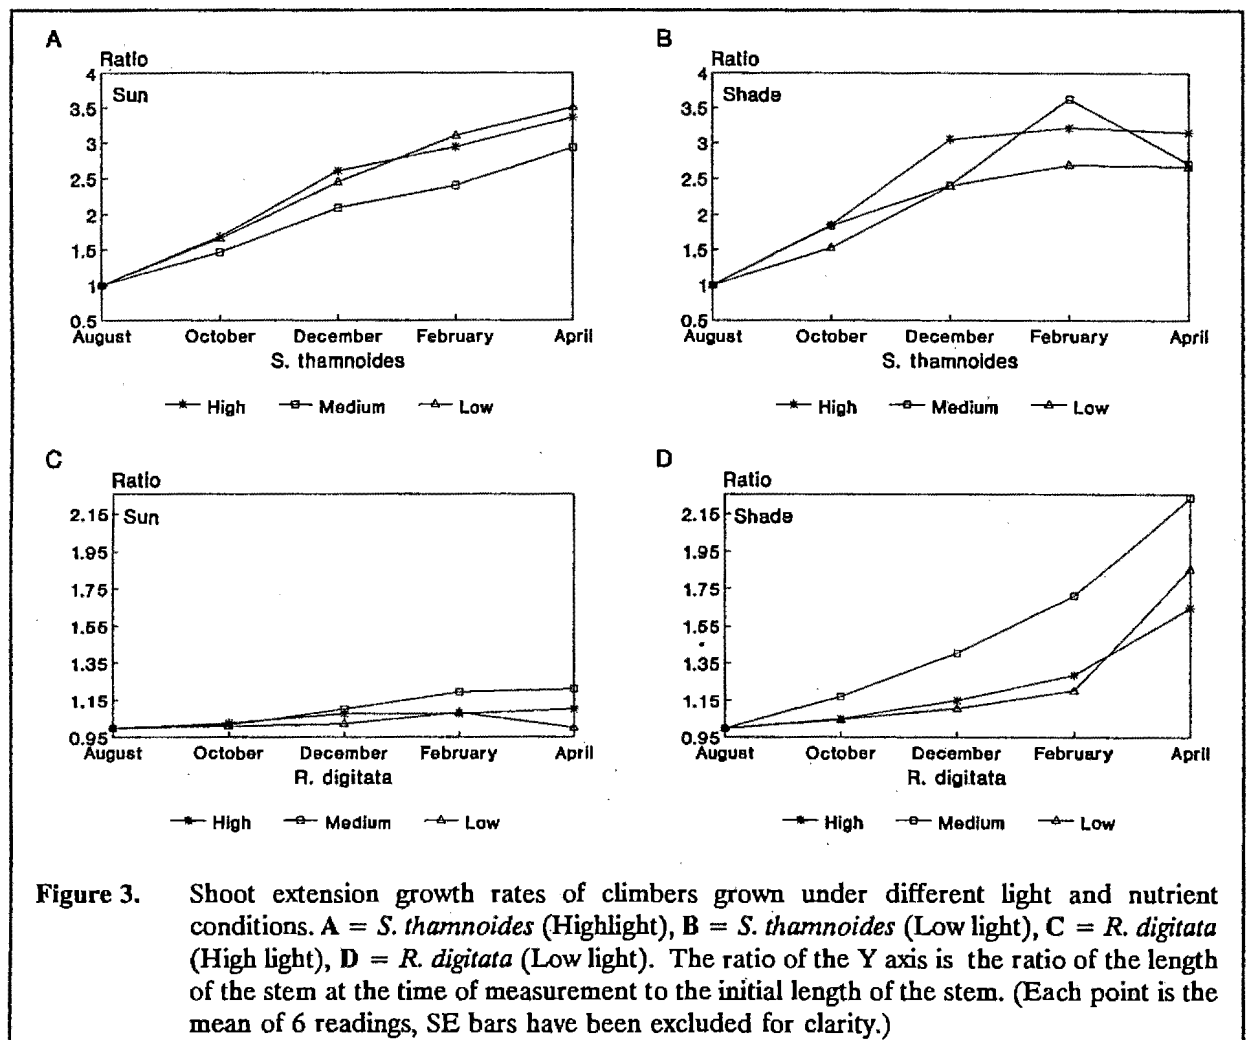 A
Ratio
4
Sun
3.5
3
2.5
2
1.5
1
0.5
August October December February April
S. thamnoides
High Medium Low
B
Ratio
4
Shade
3.5
3
2.5
2
1.5
1
0.5
August October December February April
S. thamnoides
High Medium Low
C
Ratio
2.15
Sun
1.95
1.75
1.55
1.35
1.15
0.95
August October December February April
R. digitata
High Medium Low
D
Ratio
2.15
Shade
1.95
1.75
1.55
1.35
1.15
0.95
August October December February April
R. digitata
High Medium Low
Figure 3. Shoot extension growth rates of climbers grown under different light and nutrient
conditions. A = S. thamnoides (Highlight), B = S. thamnoides (Low light), C = R. digitata
(High light), D = R. digitata (Low light). The ratio of the Y axis is the ratio of the length
of the stem at the time of measurement to the initial length of the stem. (Each point is the
mean of 6 readings, SE bars have been excluded for clarity.)